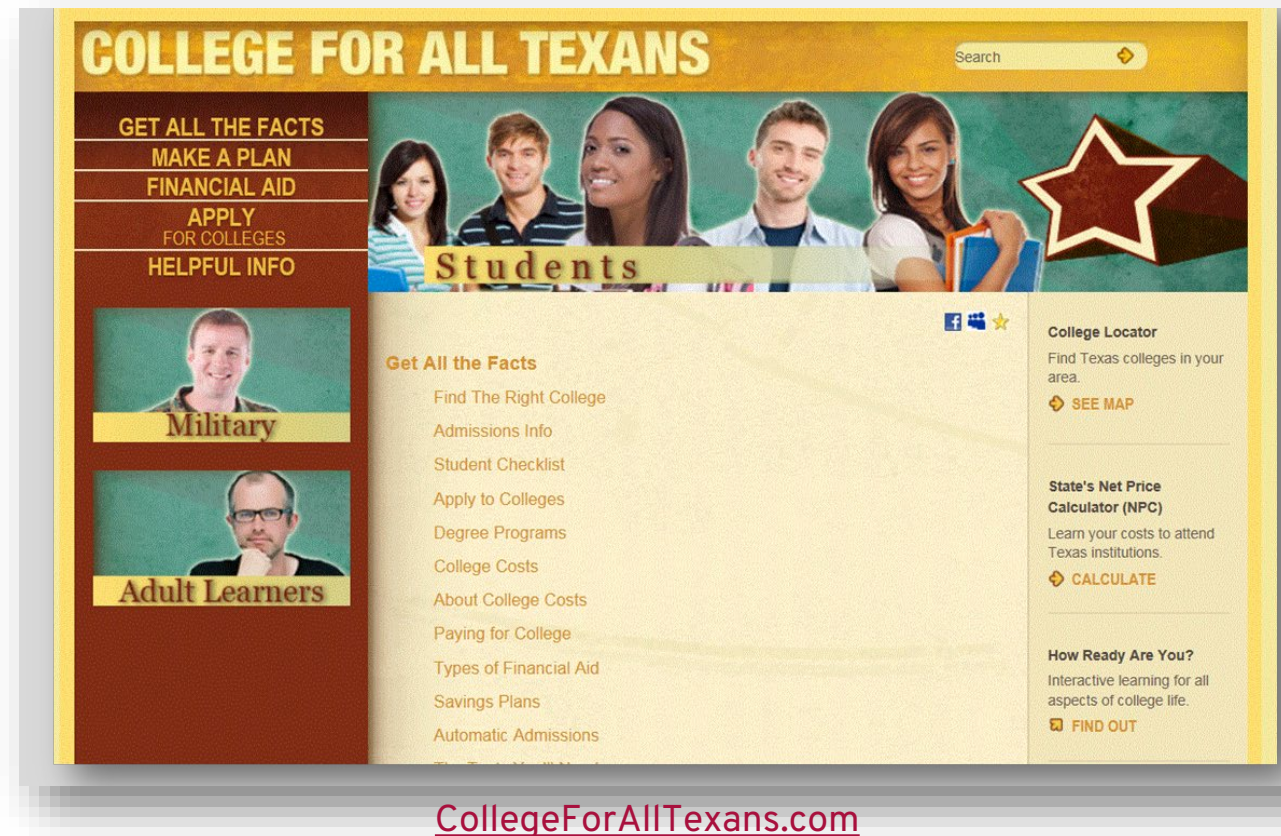 COLLEGE FOR ALL TEXANS
Search
GET ALL THE FACTS
MAKE A PLAN
FINANCIAL AID
APPLY
FOR COLLEGES
HELPFUL INFO
Military
Adult Learners
Students
Get All the Facts
Find The Right College
Admissions Info
Student Checklist
Apply to Colleges
Degree Programs
College Costs
About College Costs
Paying for College
Types of Financial Aid
Savings Plans
Automatic Admissions
College Locator
Find Texas colleges in your
area.
SEE MAP
State's Net Price
Calculator (NPC)
Learn your costs to attend
Texas institutions.
CALCULATE
How Ready Are You?
Interactive learning for all
aspects of college life.
FIND OUT
CollegeForAllTexans.com